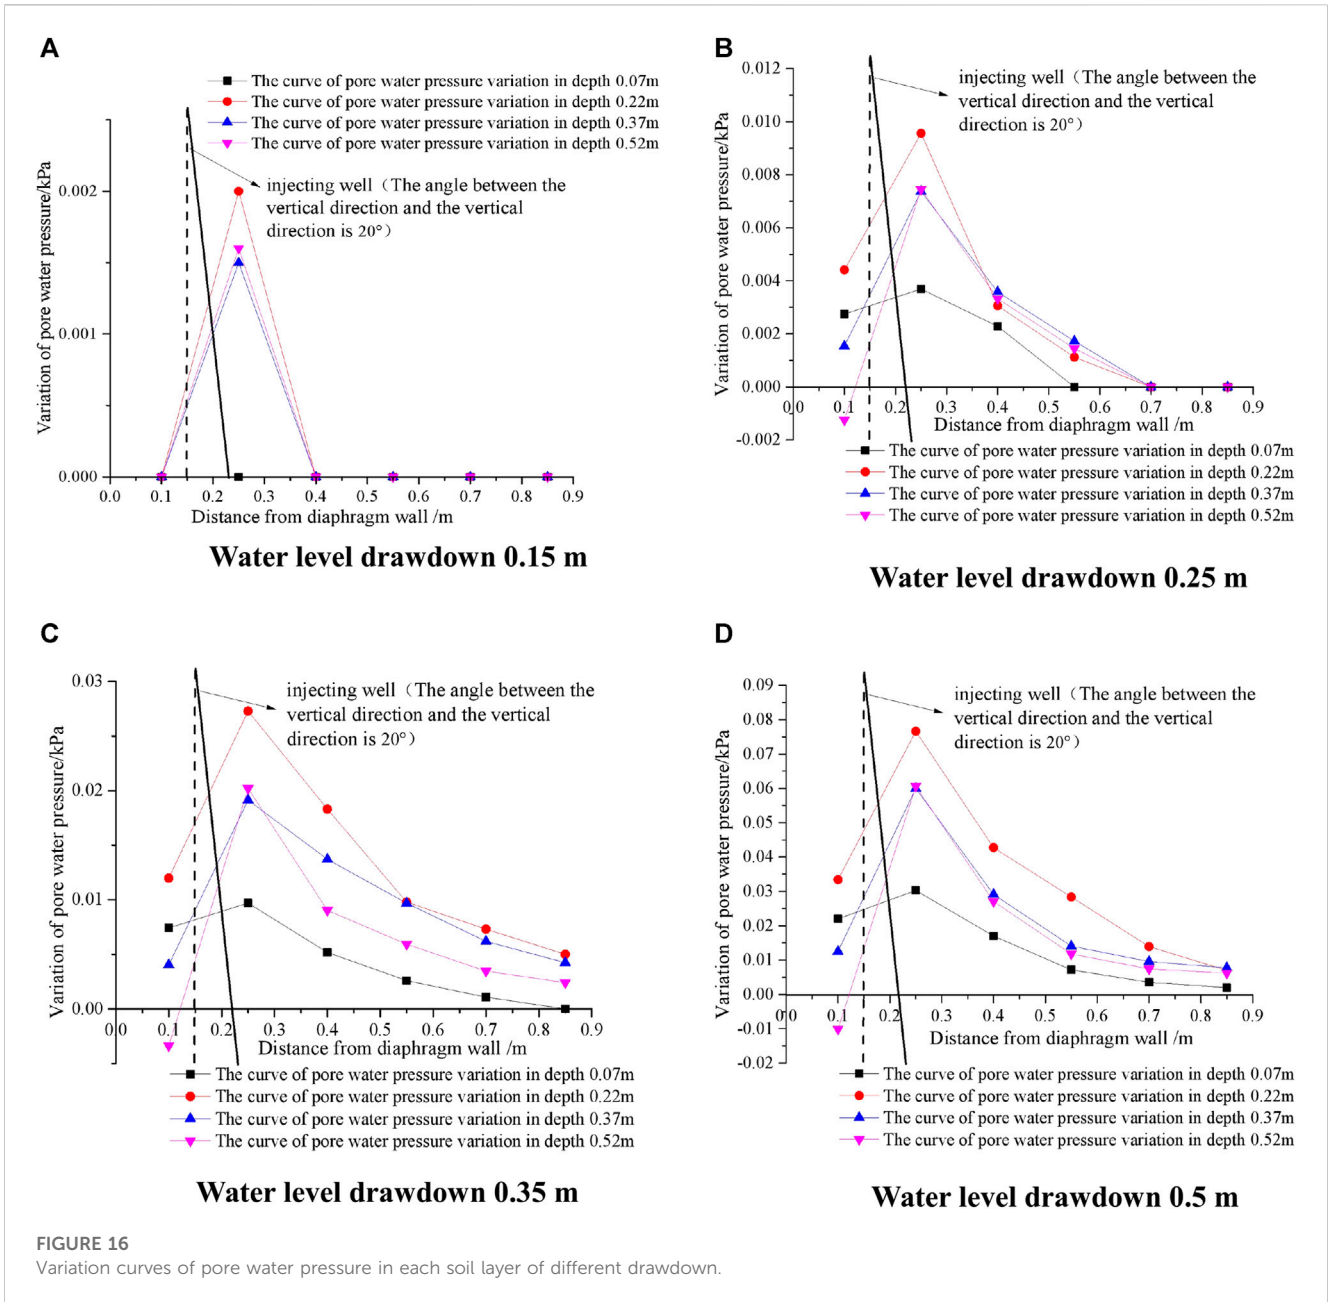 A
The curve of pore water pressure variation in depth 0.07m
The curve of pore water pressure variation in depth 0.22m
The curve of pore water pressure variation in depth 0.37m
The curve of pore water pressure variation in depth 0.52m
injecting well（The angle between the
vertical direction and the vertical
direction is 20°）
Variation of pore water pressure/kPa
0.002
0.001
0.000
0.0 0.1 0.2 0.3 0.4 0.5 0.6 0.7 0.8 0.9
Distance from diaphragm wall /m
Water level drawdown 0.15 m
B
injecting well（The angle between the
vertical direction and the vertical
direction is 20°）
Variation of pore water pressure/kPa
0.012
0.010
0.008
0.006
0.004
0.002
0.000
-0.002
0.0 0.1 0.2 0.3 0.4 0.5 0.6 0.7 0.8 0.9
Distance from diaphragm wall /m
The curve of pore water pressure variation in depth 0.07m
The curve of pore water pressure variation in depth 0.22m
The curve of pore water pressure variation in depth 0.37m
The curve of pore water pressure variation in depth 0.52m
Water level drawdown 0.25 m
C
injecting well（The angle between the
vertical direction and the vertical
direction is 20°）
Variation of pore water pressure/kPa
0.03
0.02
0.01
0.00
0.0 0.1 0.2 0.3 0.4 0.5 0.6 0.7 0.8 0.9
Distance from diaphragm wall /m
The curve of pore water pressure variation in depth 0.07m
The curve of pore water pressure variation in depth 0.22m
The curve of pore water pressure variation in depth 0.37m
The curve of pore water pressure variation in depth 0.52m
Water level drawdown 0.35 m
D
injecting well（The angle between the
vertical direction and the vertical
direction is 20°）
Variation of pore water pressure/kPa
0.09
0.08
0.07
0.06
0.05
0.04
0.03
0.02
0.01
0.00
-0.01
-0.02
0.0 0.1 0.2 0.3 0.4 0.5 0.6 0.7 0.8 0.9
Distance from diaphragm wall /m
The curve of pore water pressure variation in depth 0.07m
The curve of pore water pressure variation in depth 0.22m
The curve of pore water pressure variation in depth 0.37m
The curve of pore water pressure variation in depth 0.52m
Water level drawdown 0.5 m
FIGURE 16
Variation curves of pore water pressure in each soil layer of different drawdown.